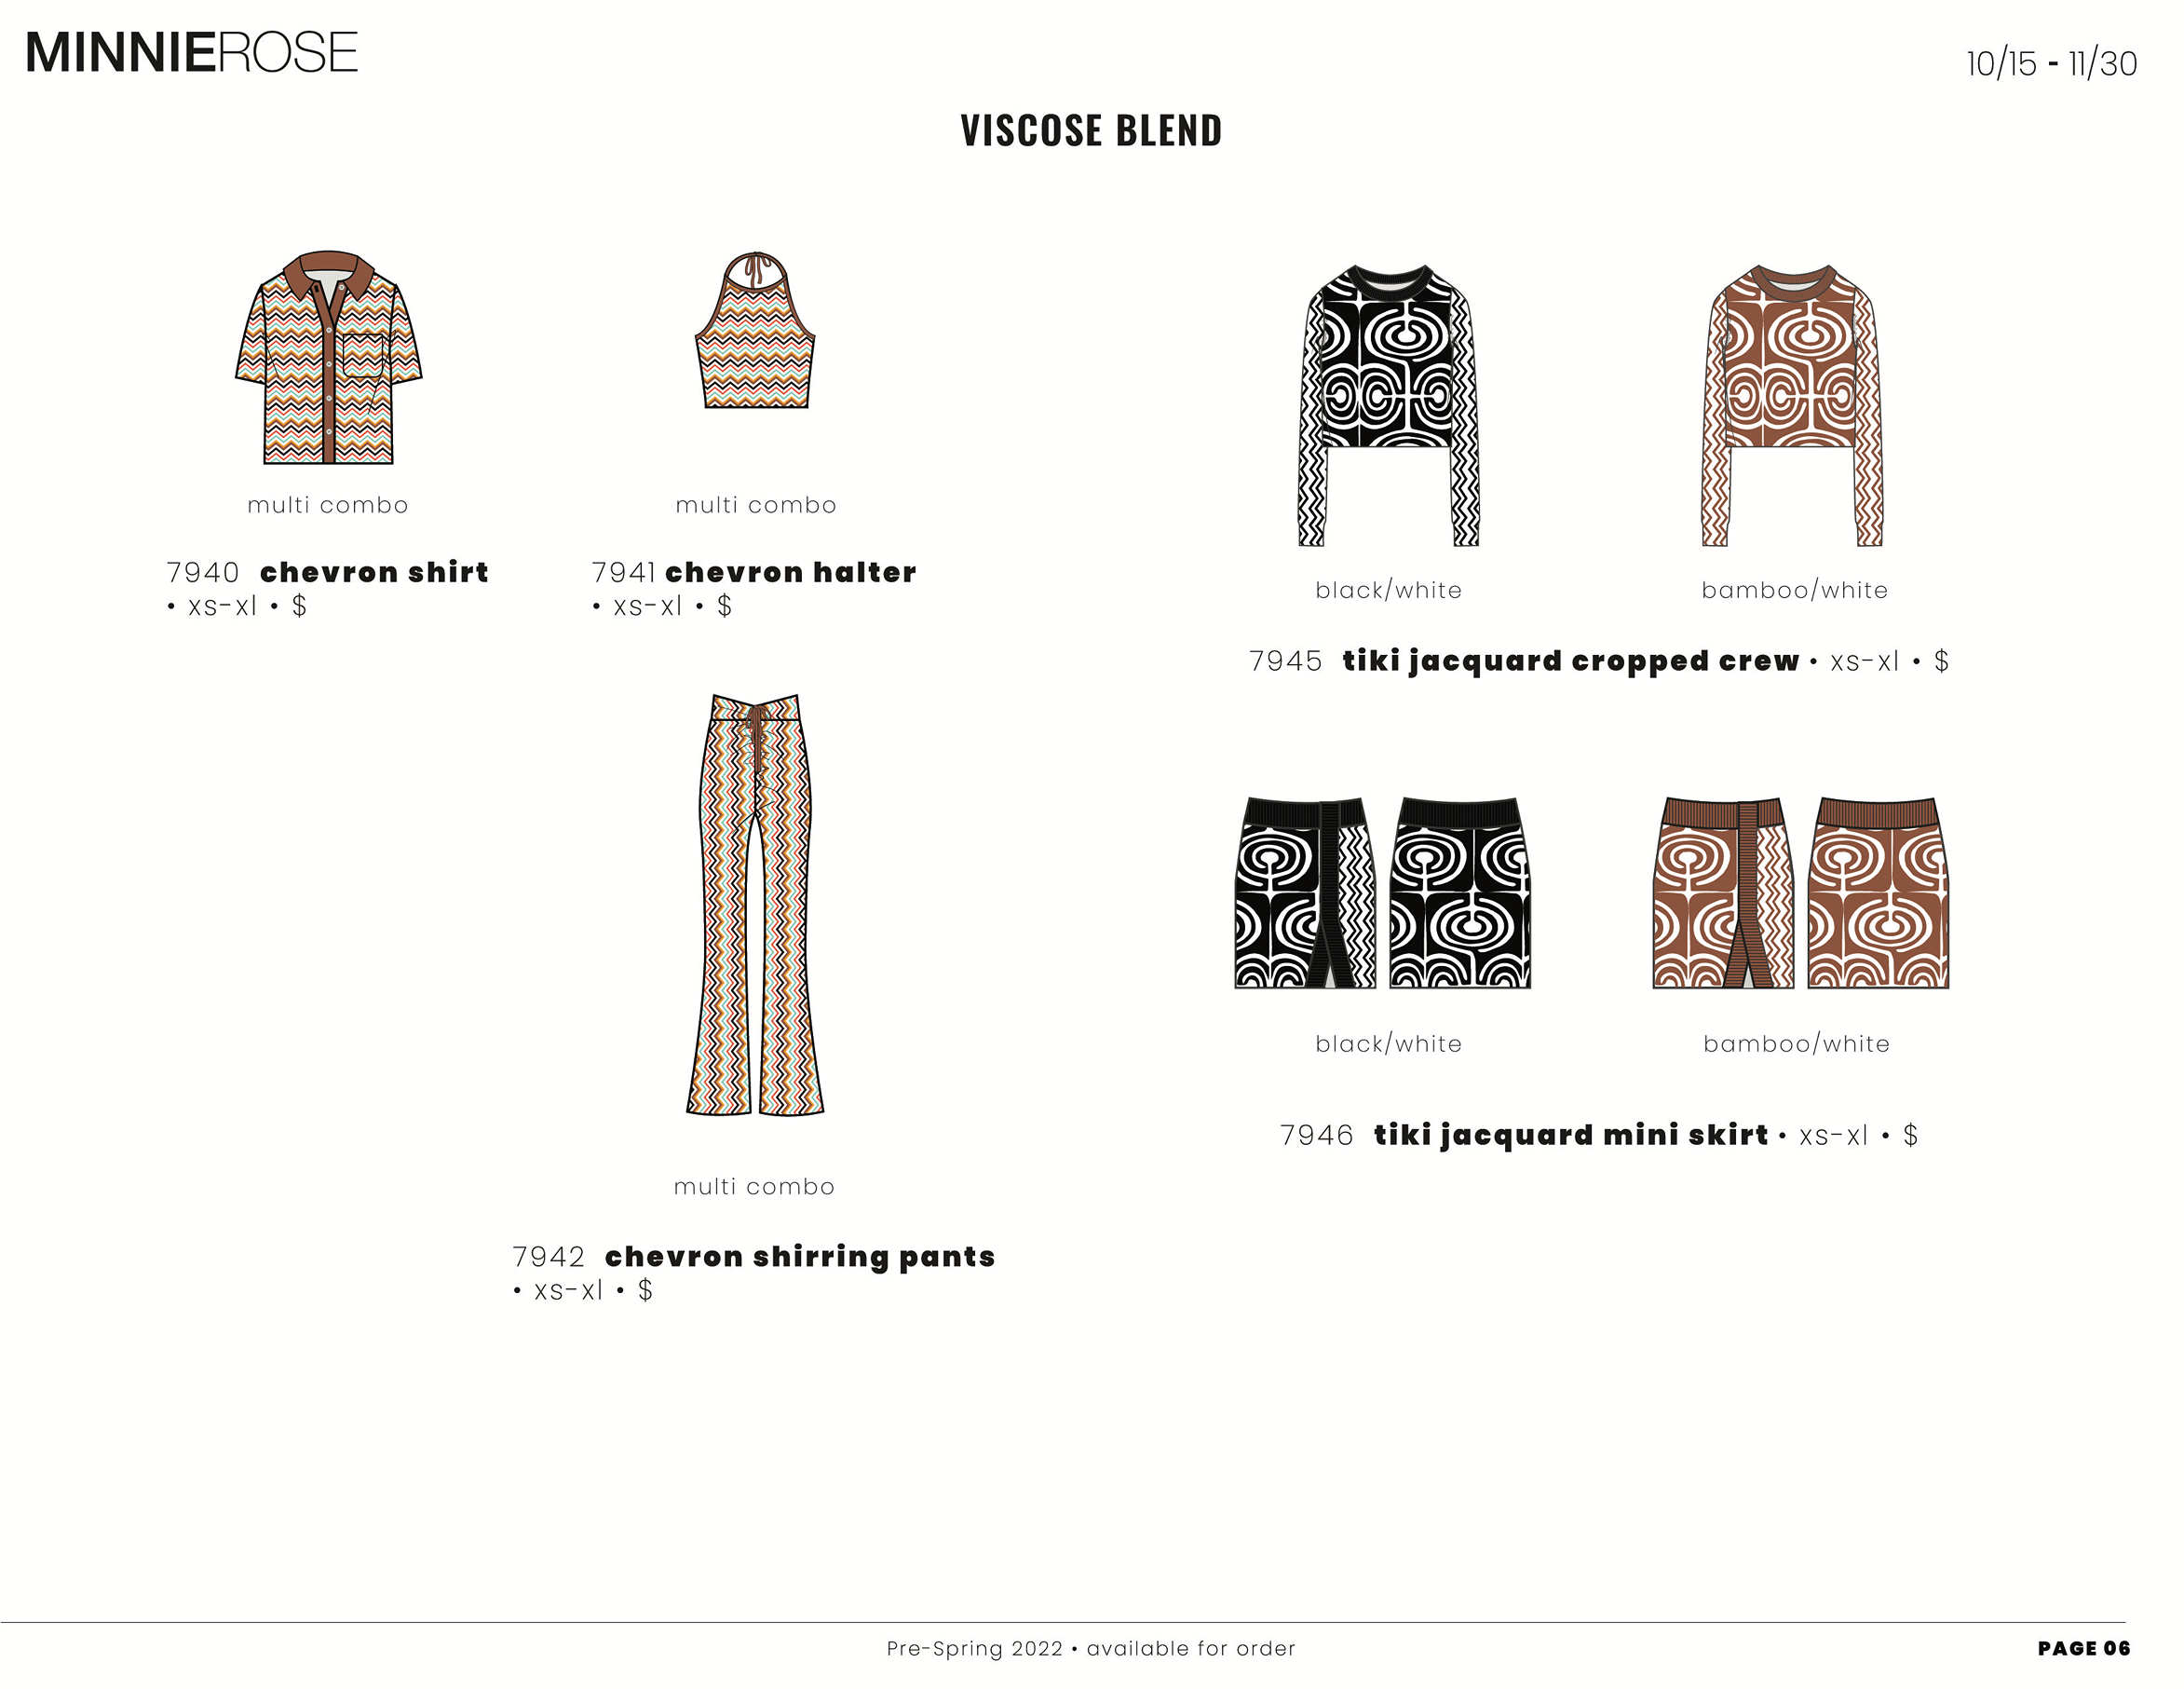 MINNIEROSE
10/15 - 11/30
VISCOSE BLEND
multi combo
7940 chevron shirt
• xs-xl • $
multi combo
7941 chevron halter
• xs-xl • $
black/white
bamboo/white
7945 tiki jacquard cropped crew • xs-xl • $
multi combo
7942 chevron shirring pants
• xs-xl • $
black/white
bamboo/white
7946 tiki jacquard mini skirt • xs-xl • $
Pre-Spring 2022 • available for order
PAGE 06